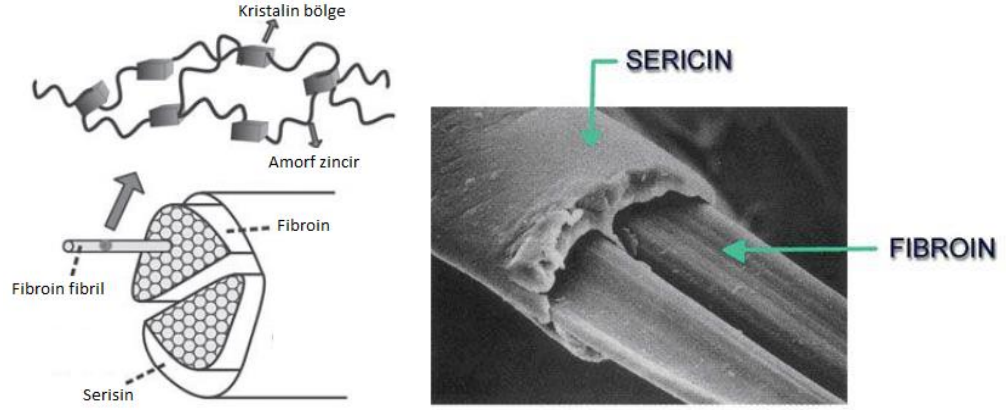 Kristalin bölge
Amorf zincir
Fibroin
Fibroin fibril
Serisin
SERICIN
FIBROIN